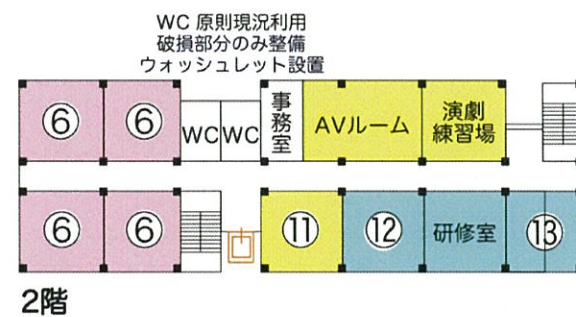 WC 原則現況利用
破損部分のみ整備
ウォッシュレット設置
⑥
⑥
WC
WC
事務室
AVルーム
演劇
練習場
⑥
⑥
⑪
⑫
研修室
⑬
2階